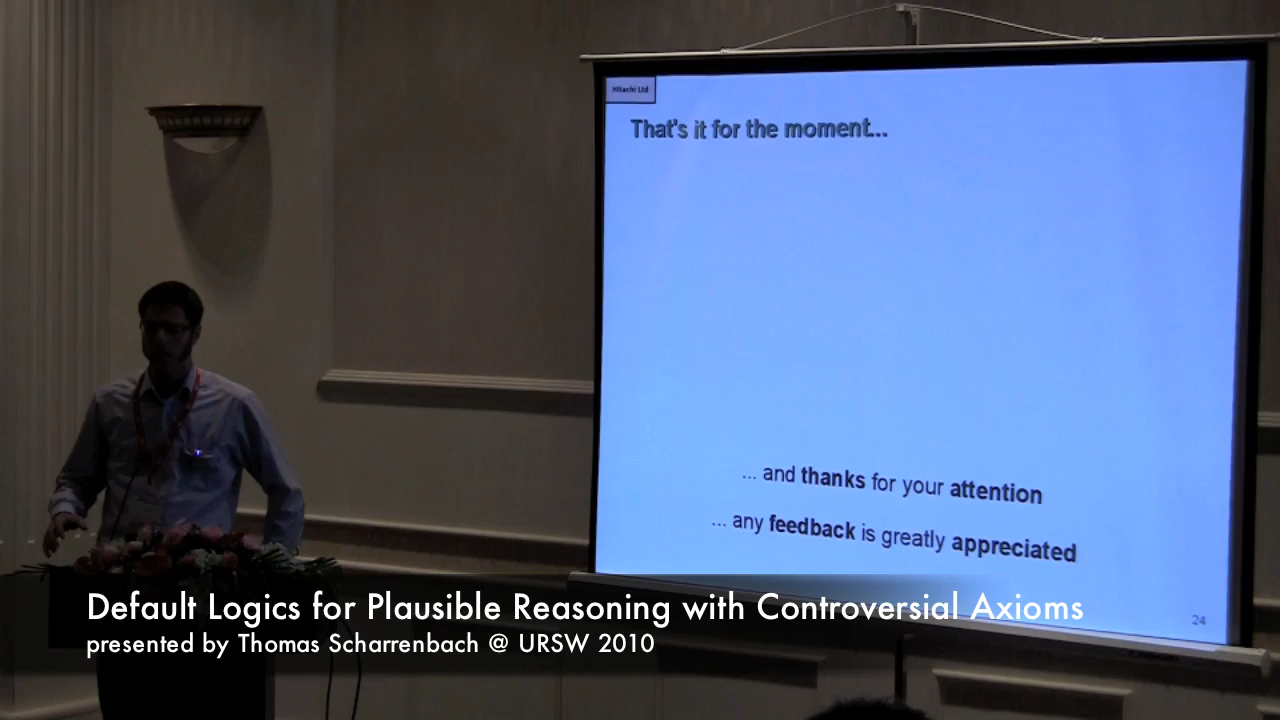 Hitachi Ltd
That's it for the moment...
... and thanks for your attention
... any feedback is greatly appreciated
24
Default Logics for Plausible Reasoning with Controversial Axioms
presented by Thomas Scharrenbach @ URSW 2010